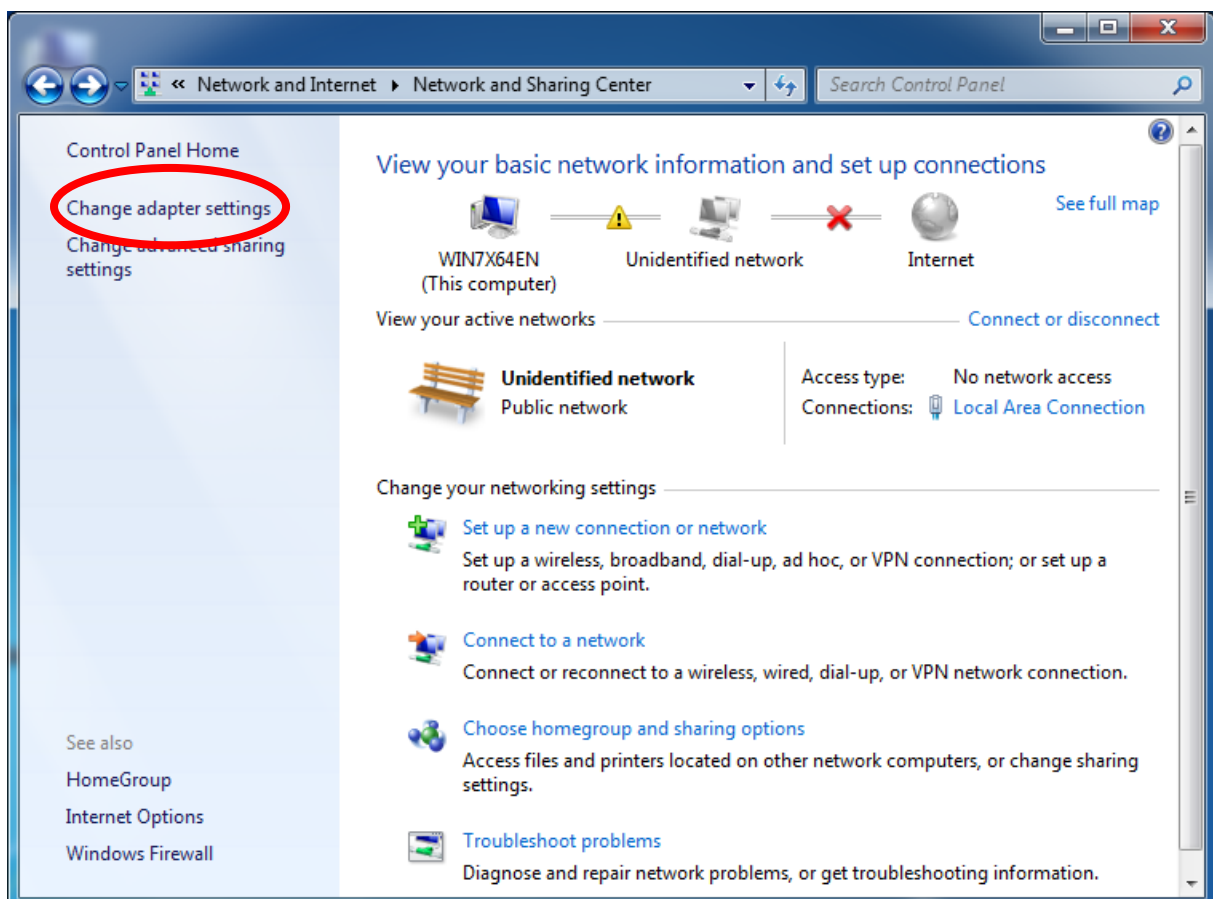 « Network and Internet ▸ Network and Sharing Center
Search Control Panel
Control Panel Home
Change adapter settings
Change advanced sharing
settings
See also
HomeGroup
Internet Options
Windows Firewall
View your basic network information and set up connections
See full map
WIN7X64EN
(This computer)
Unidentified network
Internet
View your active networks
Connect or disconnect
Unidentified network
Public network
Access type: No network access
Connections: Local Area Connection
Change your networking settings
Set up a new connection or network
Set up a wireless, broadband, dial-up, ad hoc, or VPN connection; or set up a
router or access point.
Connect to a network
Connect or reconnect to a wireless, wired, dial-up, or VPN network connection.
Choose homegroup and sharing options
Access files and printers located on other network computers, or change sharing
settings.
Troubleshoot problems
Diagnose and repair network problems, or get troubleshooting information.